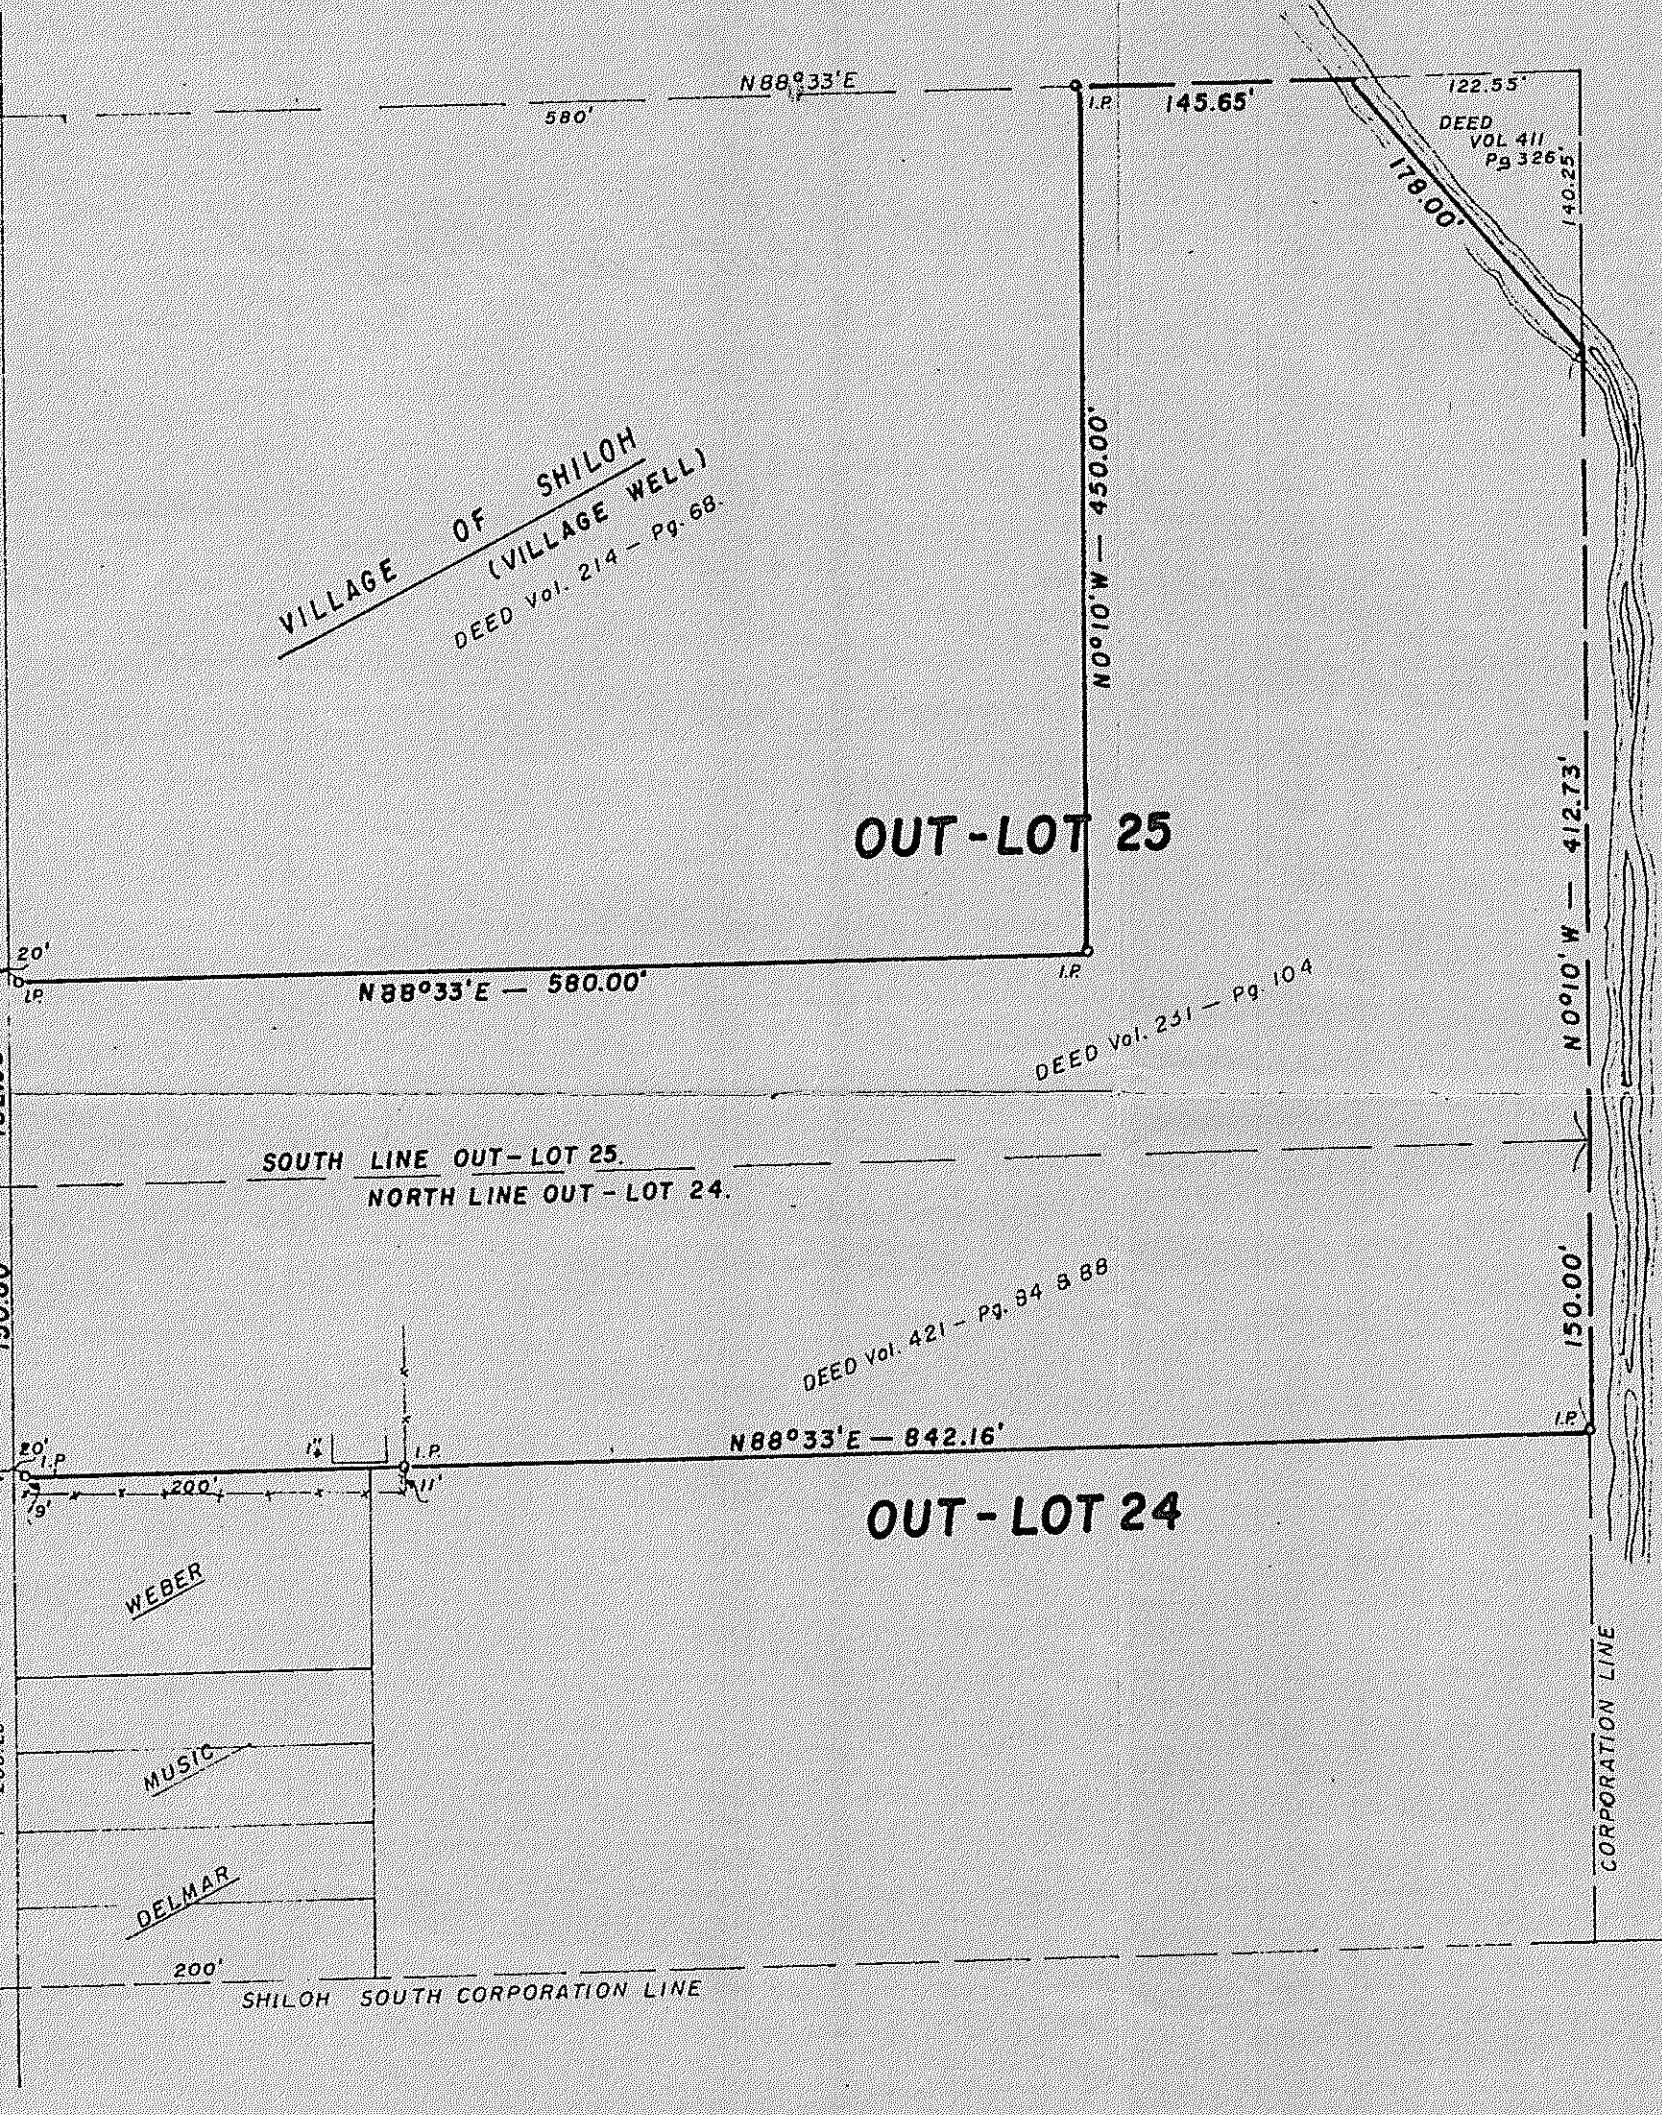 N88°33'E
580'
I.P.
145.65'
122.55'
DEED
VOL 411
Pg 326
140.25'
178.00'
VILLAGE OF SHILOH
(VILLAGE WELL)
DEED Vol. 214 — Pg. 68.
N0°10'W — 450.00'
OUT-LOT 25
N0°10'W — 412.73'
20'
I.P.
N88°33'E — 580.00'
I.P.
DEED Vol. 231 — Pg. 104
SOUTH LINE OUT-LOT 25.
NORTH LINE OUT-LOT 24.
150.00'
DEED Vol. 421 — Pg. 84 & 88
150.00'
I.P.
N88°33'E — 842.16'
20'
I.P
I.P.
200'
11'
9'
OUT-LOT 24
WEBER
MUSIC
DELMAR
CORPORATION LINE
200'
SHILOH SOUTH CORPORATION LINE